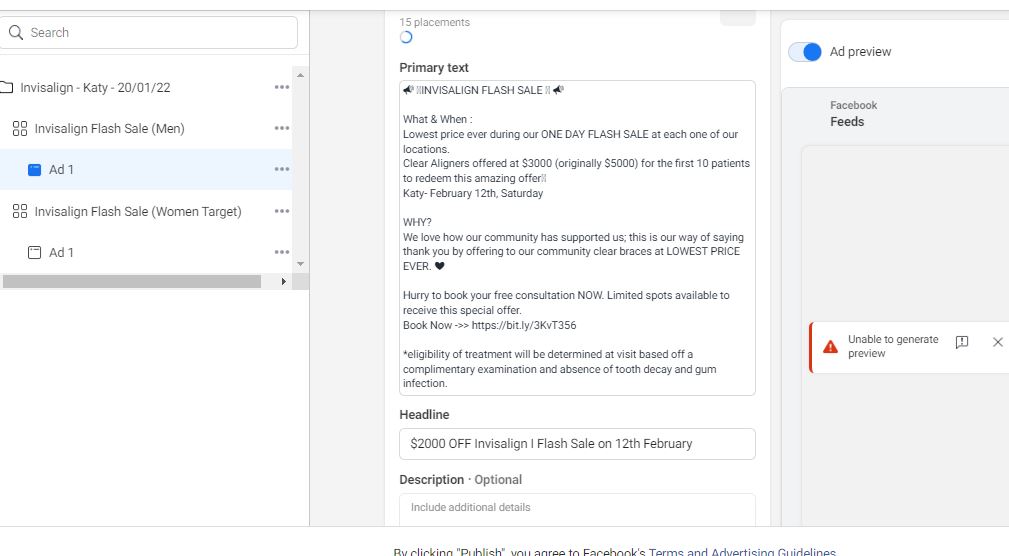 Search
Invisalign - Katy - 20/01/22
Invisalign Flash Sale (Men)
Ad 1
Invisalign Flash Sale (Women Target)
Ad 1
15 placements
Primary text
INVISALIGN FLASH SALE
What & When :
Lowest price ever during our ONE DAY FLASH SALE at each one of our
locations.
Clear Aligners offered at $3000 (originally $5000) for the first 10 patients
to redeem this amazing offer
Katy- February 12th, Saturday
WHY?
We love how our community has supported us; this is our way of saying
thank you by offering to our community clear braces at LOWEST PRICE
EVER. 🖤
Hurry to book your free consultation NOW. Limited spots available to
receive this special offer.
Book Now ->> https://bit.ly/3KvT356
*eligibility of treatment will be determined at visit based off a
complimentary examination and absence of tooth decay and gum
infection.
Headline
$2000 OFF Invisalign I Flash Sale on 12th February
Description · Optional
Include additional details
By clicking "Publish", you agree to Facebook's Terms and Advertising Guidelines
Ad preview
Facebook
Feeds
Unable to generate
preview